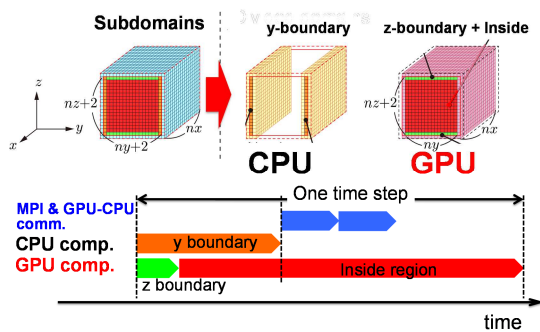 Subdomains
y-boundary
z-boundary + Inside
z
y
x
nz+2
ny+2
nx
CPU
nz+2
ny
nx
GPU
One time step
MPI & GPU-CPU
comm.
CPU comp.
y boundary
GPU comp.
Inside region
z boundary
time